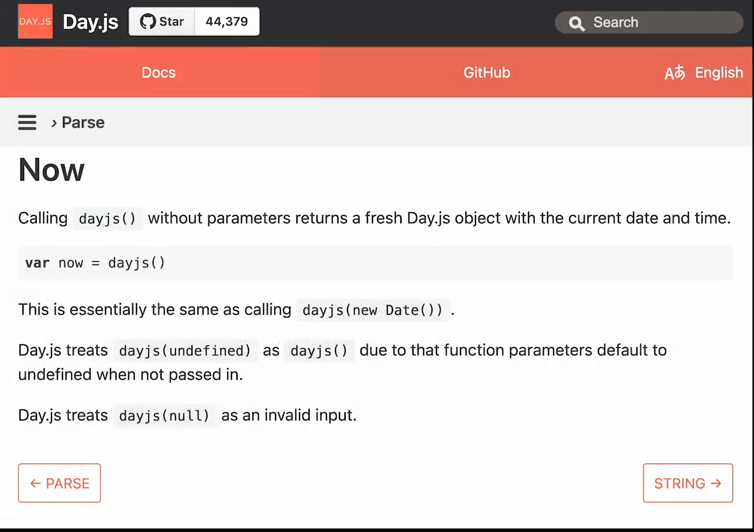 DAY.JS Day.js Star 44,379 Search
Docs GitHub Aあ English
› Parse
Now
Calling dayjs() without parameters returns a fresh Day.js object with the current date and time.
var now = dayjs()
This is essentially the same as calling dayjs(new Date()) .
Day.js treats dayjs(undefined) as dayjs() due to that function parameters default to
undefined when not passed in.
Day.js treats dayjs(null) as an invalid input.
← PARSE STRING →